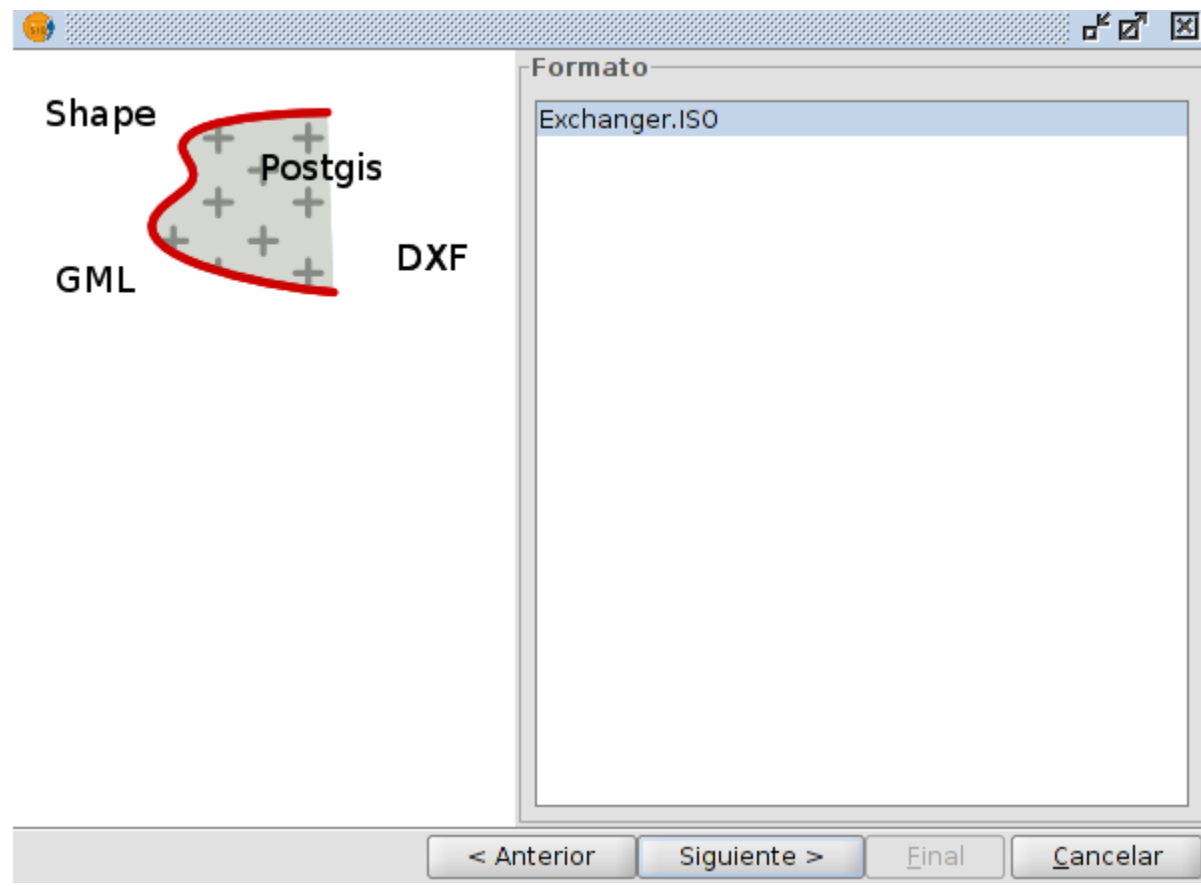 Formato
Exchanger.ISO
Shape
Postgis
DXF
GML
< Anterior
Siguiente >
Final
Cancelar